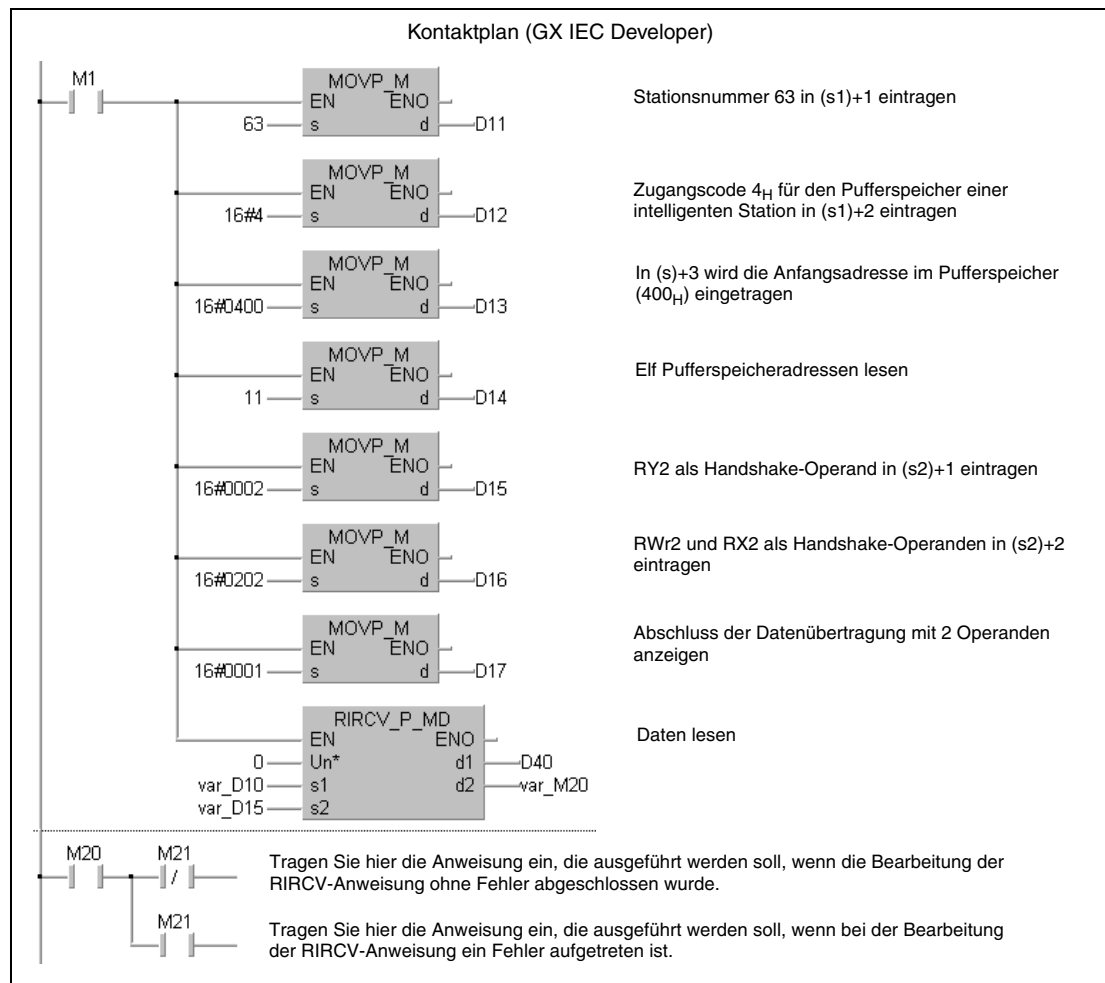 Kontaktplan (GX IEC Developer)
M1
MOVP_M
EN ENO
63 s d D11
Stationsnummer 63 in (s1)+1 eintragen
MOVP_M
EN ENO
16#4 s d D12
Zugangscode 4H für den Pufferspeicher einer
intelligenten Station in (s1)+2 eintragen
MOVP_M
EN ENO
16#0400 s d D13
In (s)+3 wird die Anfangsadresse im Pufferspeicher
(400H) eingetragen
MOVP_M
EN ENO
11 s d D14
Elf Pufferspeicheradressen lesen
MOVP_M
EN ENO
16#0002 s d D15
RY2 als Handshake-Operand in (s2)+1 eintragen
MOVP_M
EN ENO
16#0202 s d D16
RWr2 und RX2 als Handshake-Operanden in (s2)+2
eintragen
MOVP_M
EN ENO
16#0001 s d D17
Abschluss der Datenübertragung mit 2 Operanden
anzeigen
RIRCV_P_MD
EN ENO
0 Un* d1 D40
var_D10 s1 d2 var_M20
var_D15 s2
Daten lesen
M20 M21
Tragen Sie hier die Anweisung ein, die ausgeführt werden soll, wenn die Bearbeitung der
RIRCV-Anweisung ohne Fehler abgeschlossen wurde.
M21
Tragen Sie hier die Anweisung ein, die ausgeführt werden soll, wenn bei der Bearbeitung
der RIRCV-Anweisung ein Fehler aufgetreten ist.